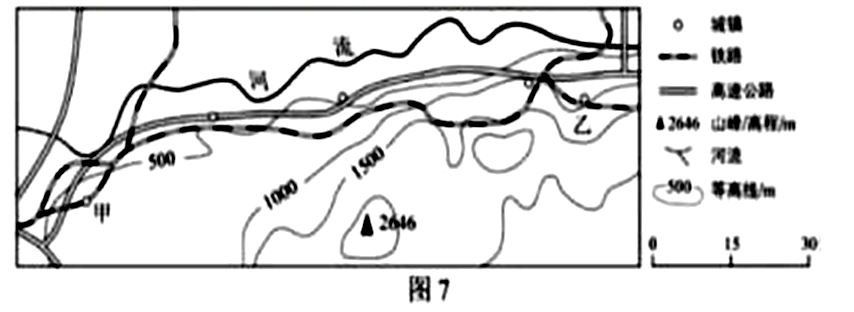 流
河
500
1000
1500
2646
甲
乙
城镇
铁路
高速公路
▲2646 山峰/高程/m
河流
500 等高线/m
0 15 30
图7